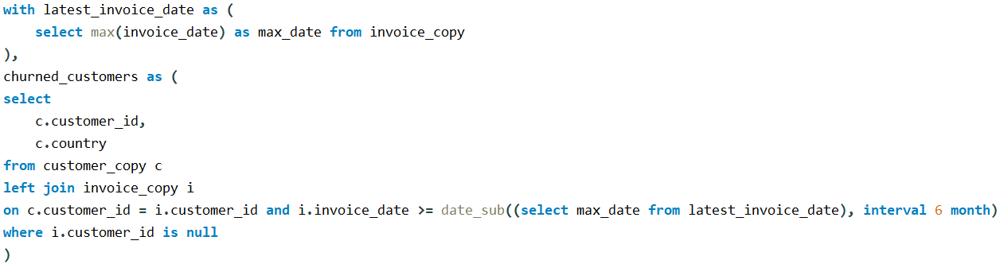 with latest_invoice_date as (
    select max(invoice_date) as max_date from invoice_copy
),
churned_customers as (
select
    c.customer_id,
    c.country
from customer_copy c
left join invoice_copy i
on c.customer_id = i.customer_id and i.invoice_date >= date_sub((select max_date from latest_invoice_date), interval 6 month)
where i.customer_id is null
)